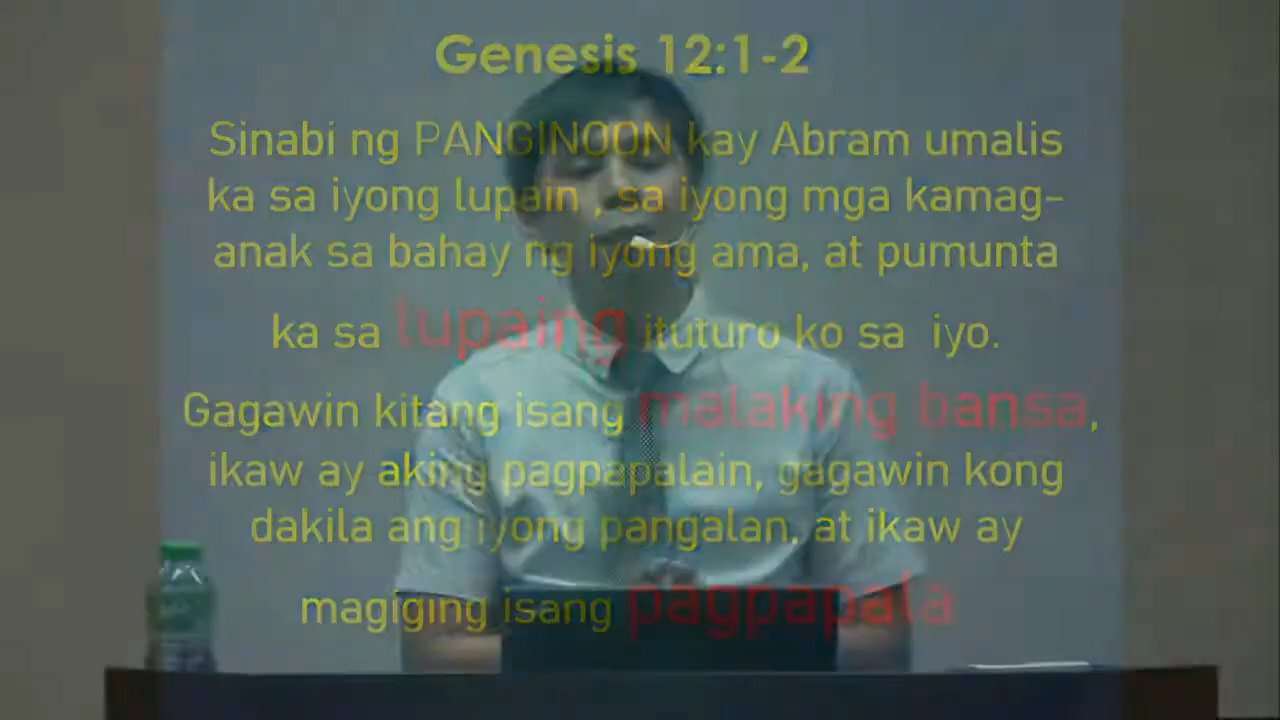 Genesis 12:1-2
Sinabi ng PANGINOON kay Abram umalis
ka sa iyong lupain , sa iyong mga kamag-
anak sa bahay ng iyong ama, at pumunta
ka sa lupaing ituturo ko sa iyo.
Gagawin kitang isang malaking bansa,
ikaw ay aking pagpapalain, gagawin kong
dakila ang iyong pangalan, at ikaw ay
magiging isang pagpapala